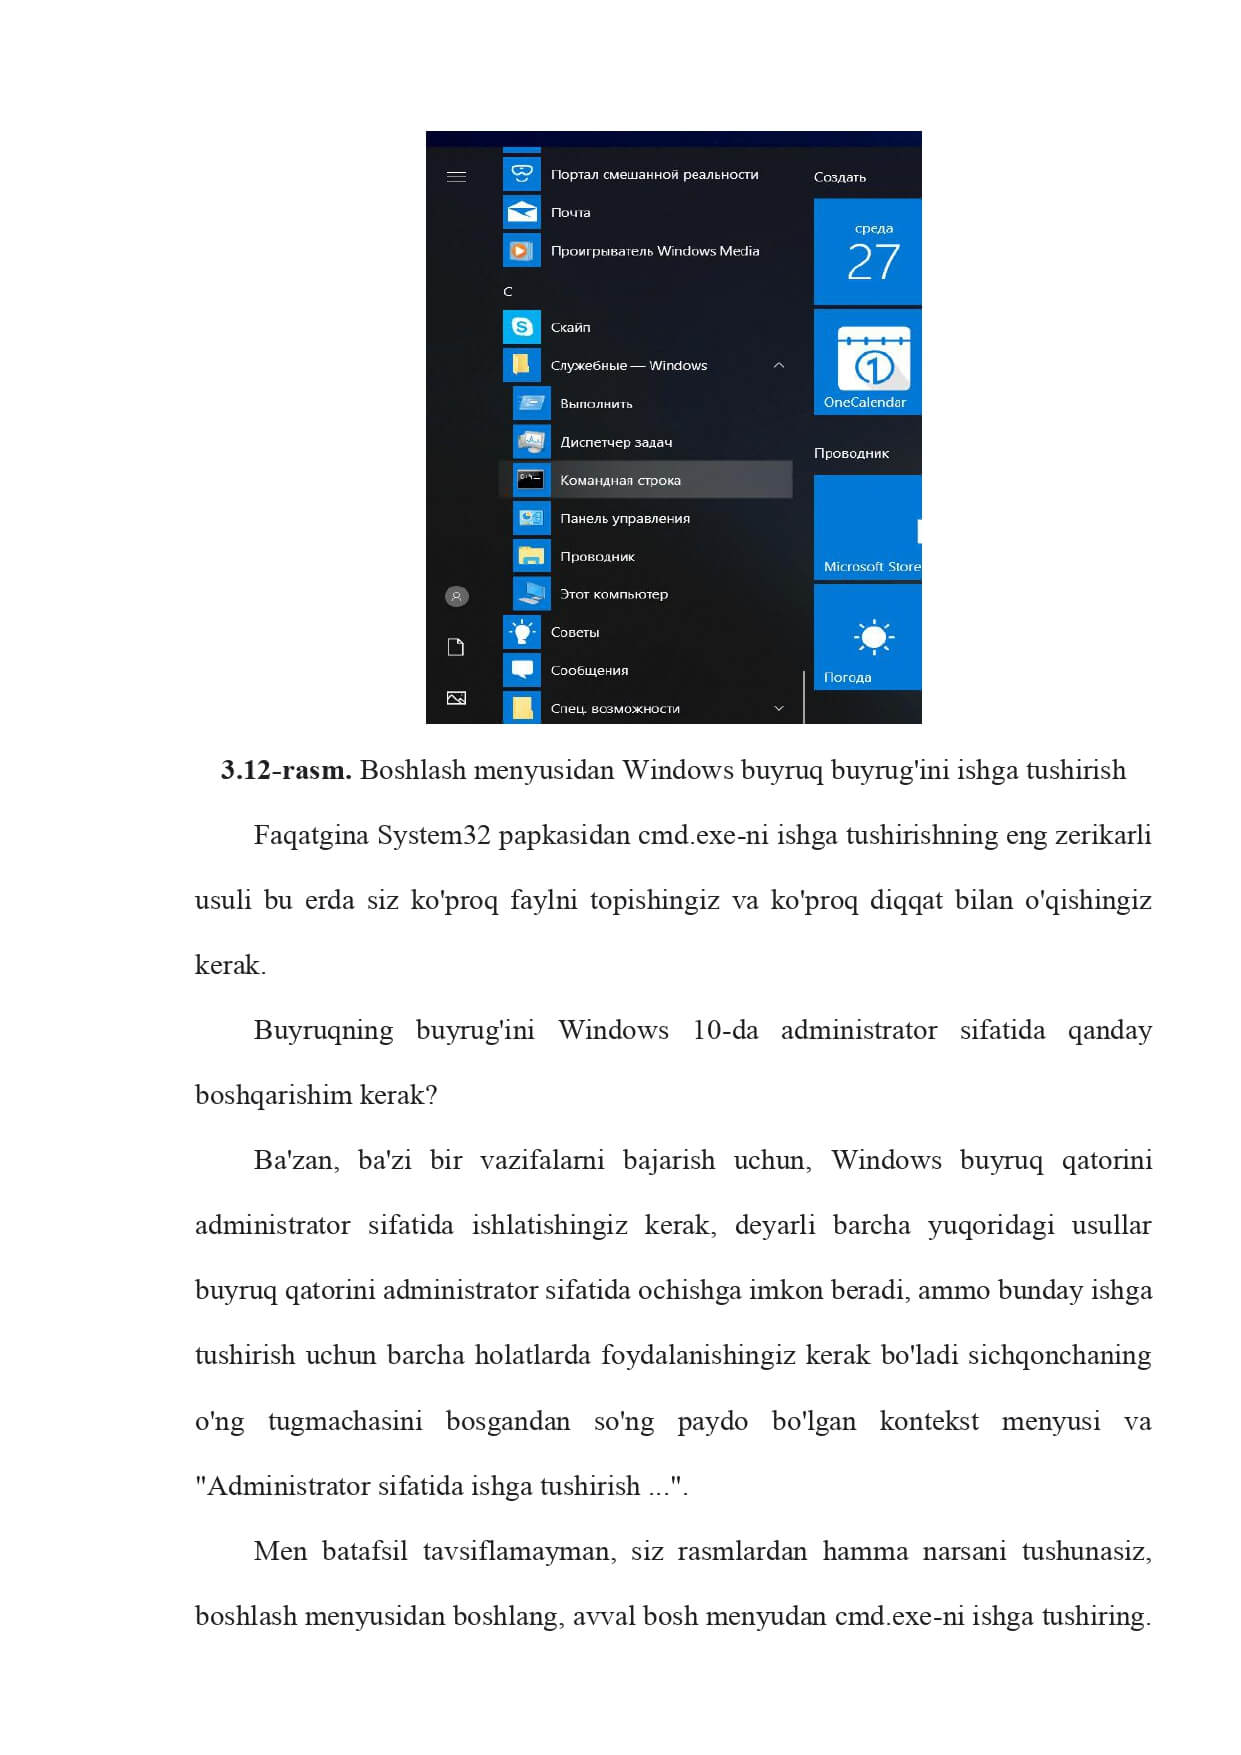 Портал смешанной реальности
Почта
Проигрыватель Windows Media
С
Скайп
Служебные — Windows
Выполнить
Диспетчер задач
Командная строка
Панель управления
Проводник
Этот компьютер
Советы
Сообщения
Спец. возможности
Создать
среда
27
1
OneCalendar
Проводник
Microsoft Store
Погода
3.12-rasm. Boshlash menyusidan Windows buyruq buyrug'ini ishga tushirish
Faqatgina System32 papkasidan cmd.exe-ni ishga tushirishning eng zerikarli
usuli bu erda siz ko'proq faylni topishingiz va ko'proq diqqat bilan o'qishingiz
kerak.
Buyruqning buyrug'ini Windows 10-da administrator sifatida qanday
boshqarishim kerak?
Ba'zan, ba'zi bir vazifalarni bajarish uchun, Windows buyruq qatorini
administrator sifatida ishlatishingiz kerak, deyarli barcha yuqoridagi usullar
buyruq qatorini administrator sifatida ochishga imkon beradi, ammo bunday ishga
tushirish uchun barcha holatlarda foydalanishingiz kerak bo'ladi sichqonchaning
o'ng tugmachasini bosgandan so'ng paydo bo'lgan kontekst menyusi va
"Administrator sifatida ishga tushirish ...".
Men batafsil tavsiflamayman, siz rasmlardan hamma narsani tushunasiz,
boshlash menyusidan boshlang, avval bosh menyudan cmd.exe-ni ishga tushiring.